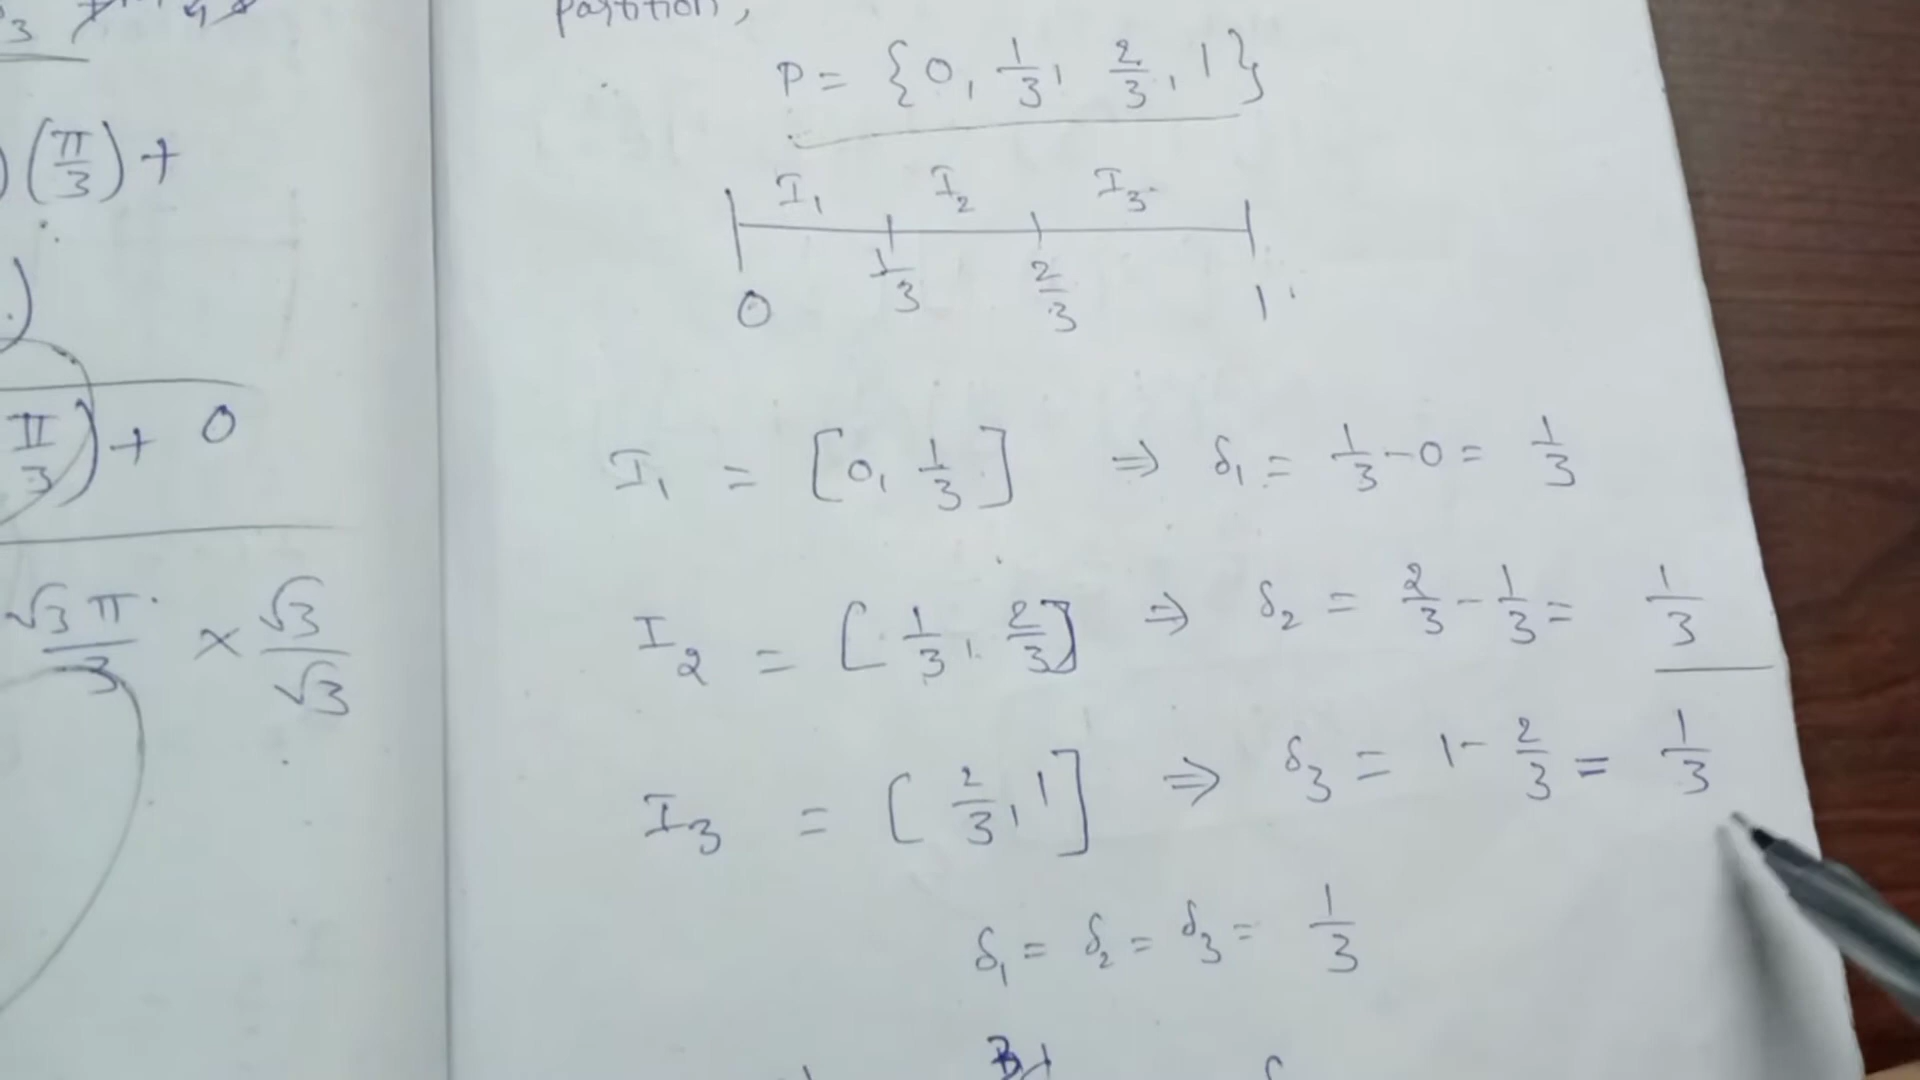 (π/3) +
π/3) + 0
√3 π/3 × √3/√3
partition,
P = {0, 1/3, 2/3, 1}
I₁ I₂ I₃
0 1/3 2/3 1
I₁ = [0, 1/3] ⇒ δ₁ = 1/3 - 0 = 1/3
I₂ = [1/3, 2/3] ⇒ δ₂ = 2/3 - 1/3 = 1/3
I₃ = [2/3, 1] ⇒ δ₃ = 1 - 2/3 = 1/3
δ₁ = δ₂ = δ₃ = 1/3